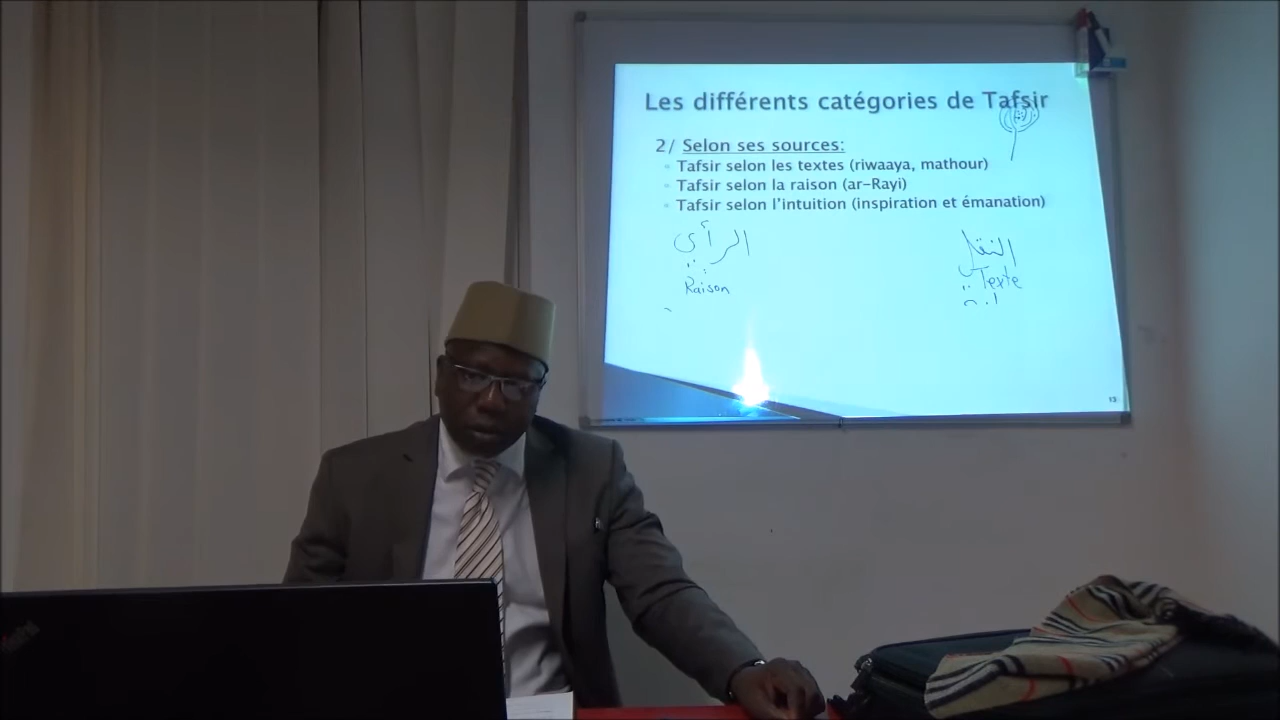 Les différents catégories de Tafsir
2/ Selon ses sources:
Tafsir selon les textes (riwaaya, mathour)
Tafsir selon la raison (ar-Rayi)
Tafsir selon l'intuition (inspiration et émanation)
الرأي
النقل
Raison
Texte
13